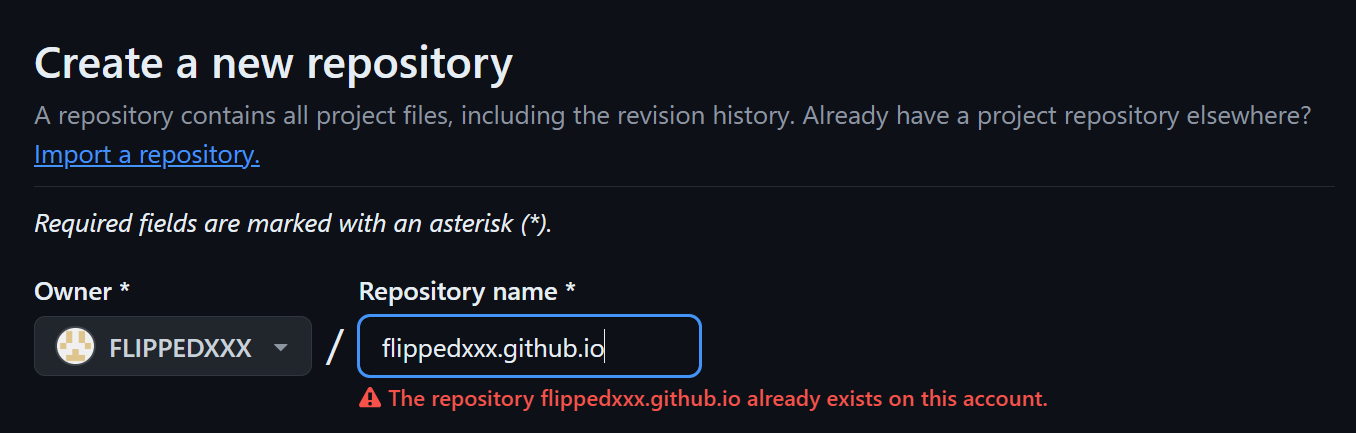 Create a new repository
A repository contains all project files, including the revision history. Already have a project repository elsewhere?
Import a repository.
Required fields are marked with an asterisk (*).
Owner *
Repository name *
FLIPPEDXXX
/
flippedxxx.github.io
The repository flippedxxx.github.io already exists on this account.